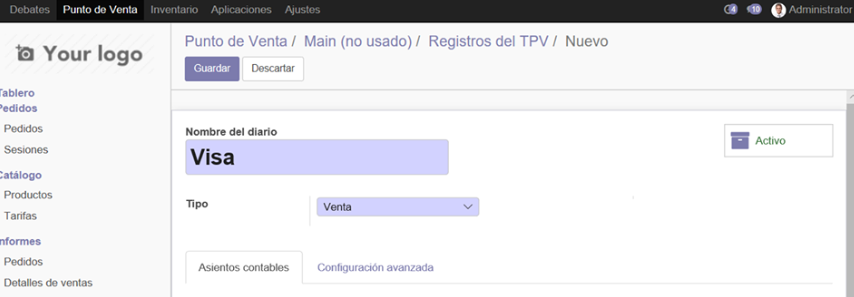 Debates Punto de Venta Inventario Aplicaciones Ajustes 4 10 Administrator
Your logo
Punto de Venta / Main (no usado) / Registros del TPV / Nuevo
Guardar Descartar
Tablero
Pedidos
Pedidos
Sesiones
Catálogo
Productos
Tarifas
Informes
Pedidos
Detalles de ventas
Nombre del diario
Visa
Activo
Tipo
Venta
Asientos contables Configuración avanzada